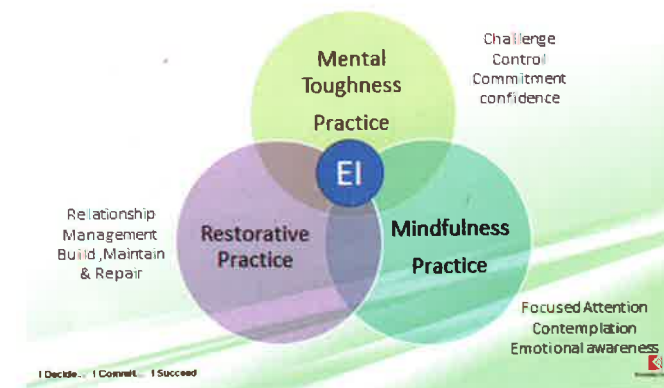 Mental
Toughness
Practice
Challenge
Control
Commitment
confidence
EI
Relationship
Management
Build ,Maintain
& Repair
Restorative
Practice
Mindfulness
Practice
Focused Attention
Contemplation
Emotional awareness
I Decide... I Commit... I Succeed